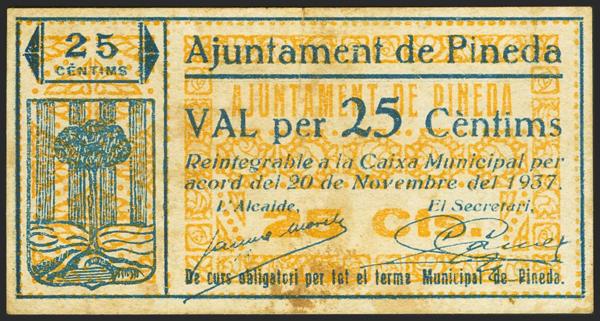 25
CÈNTIMS
Ajuntament de Pineda
AJUNTAMENT DE PINEDA
VAL per 25 Cèntims
Reintegrable a la Caixa Municipal per
acord del 20 de Novembre del 1937.
L'Alcalde, El Secretari,
25 cm.
De curs obligatori per tot el terme Municipal de Pineda.